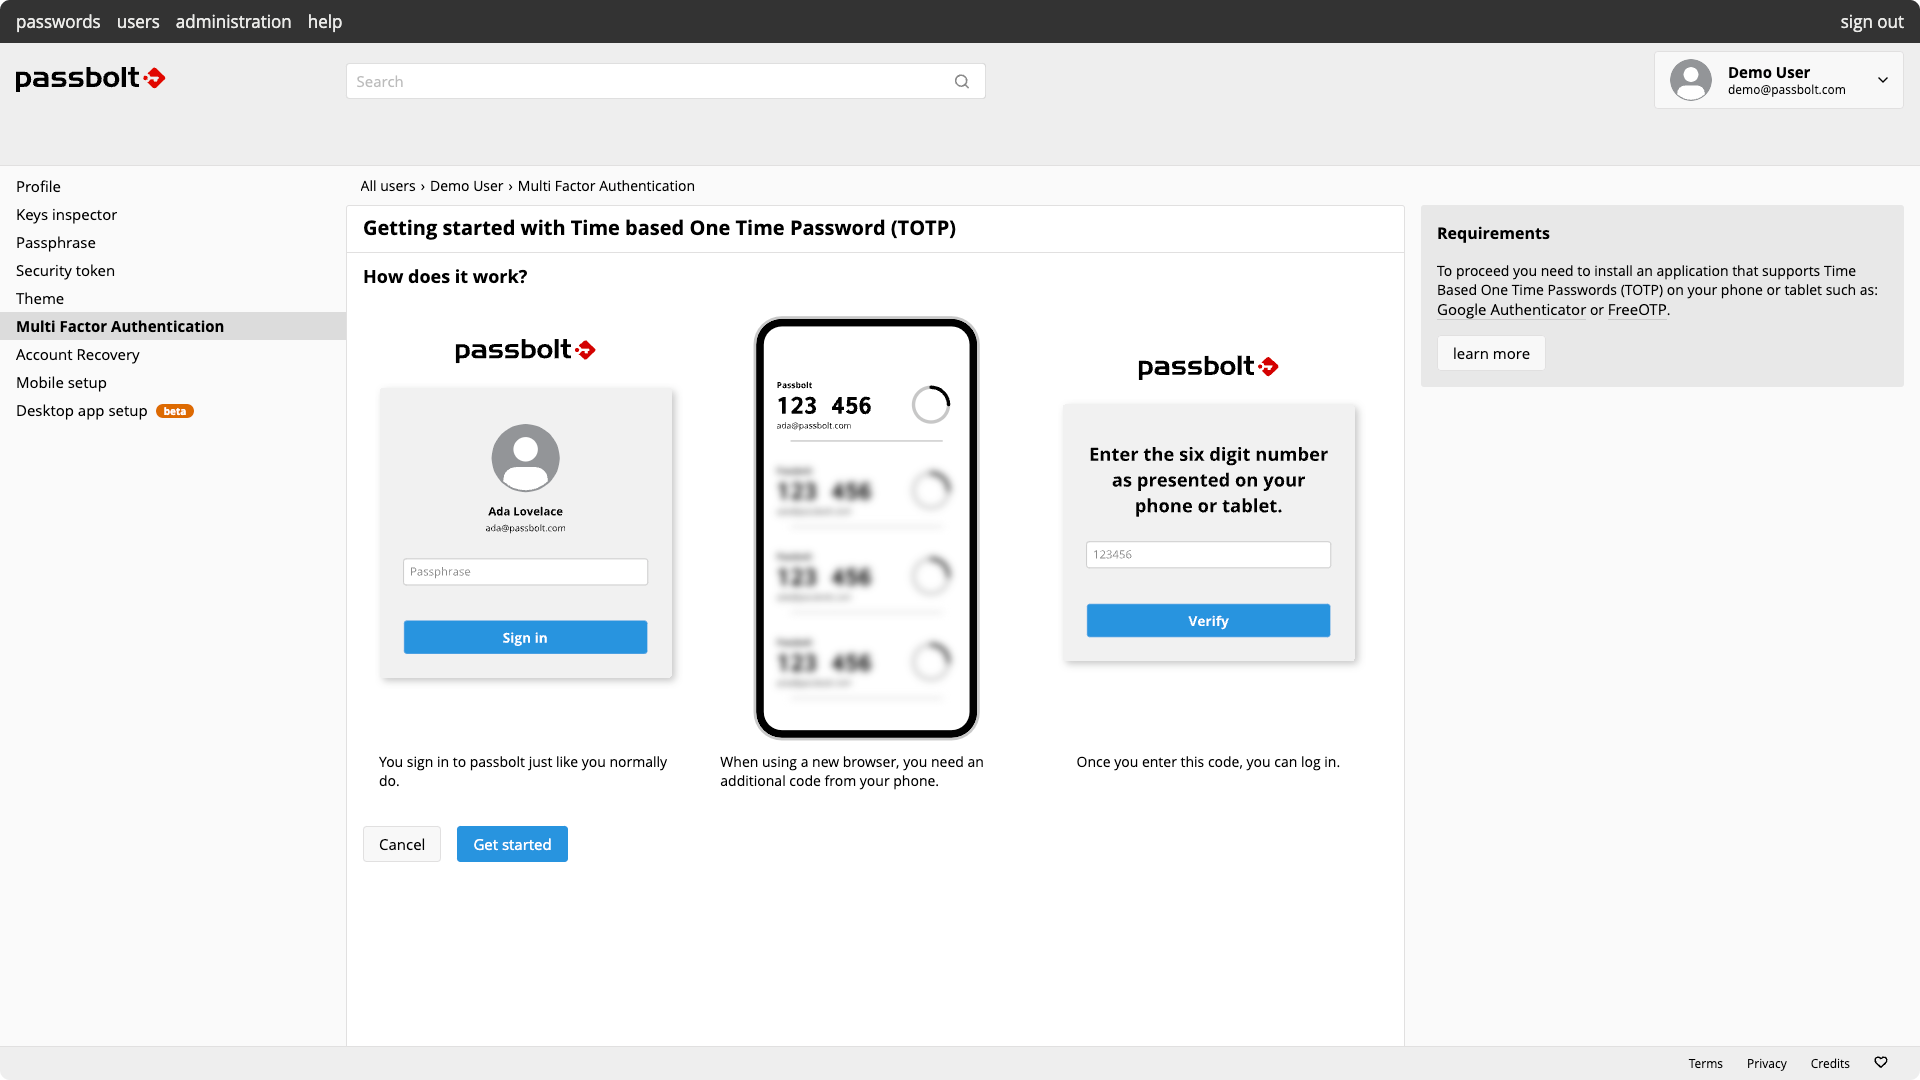 passwords users administration help sign out
passbolt
Search
Demo User
demo@passbolt.com
Profile
Keys inspector
Passphrase
Security token
Theme
Multi Factor Authentication
Account Recovery
Mobile setup
Desktop app setup beta
All users › Demo User › Multi Factor Authentication
Getting started with Time based One Time Password (TOTP)
How does it work?
passbolt
Ada Lovelace
ada@passbolt.com
Passphrase
Sign in
You sign in to passbolt just like you normally
do.
Passbolt
123 456
ada@passbolt.com
123 456
123 456
123 456
When using a new browser, you need an
additional code from your phone.
passbolt
Enter the six digit number
as presented on your
phone or tablet.
123456
Verify
Once you enter this code, you can log in.
Cancel
Get started
Requirements
To proceed you need to install an application that supports Time
Based One Time Passwords (TOTP) on your phone or tablet such as:
Google Authenticator or FreeOTP.
learn more
Terms Privacy Credits